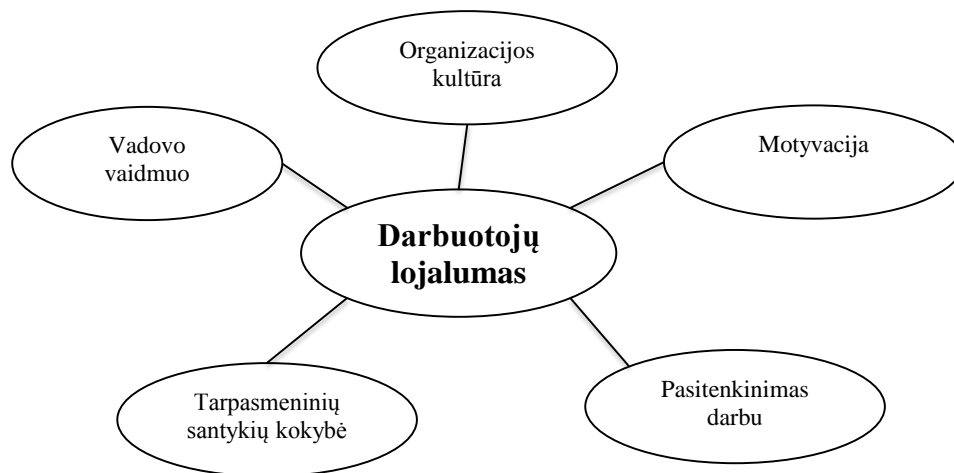 Organizacijos
kultūra
Vadovo
vaidmuo
Motyvacija
Darbuotojų
lojalumas
Tarpasmeninių
santykių kokybė
Pasitenkinimas
darbu